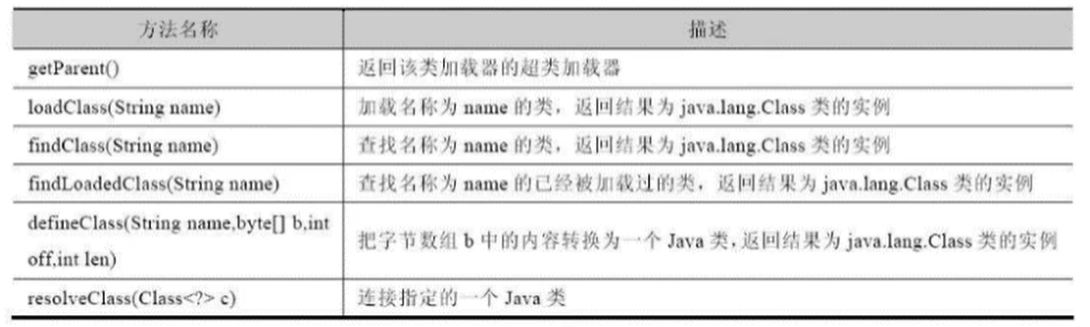 方法名称 描述
getParent() 返回该类加载器的超类加载器
loadClass(String name) 加载名称为 name 的类，返回结果为 java.lang.Class 类的实例
findClass(String name) 查找名称为 name 的类，返回结果为 java.lang.Class 类的实例
findLoadedClass(String name) 查找名称为 name 的已经被加载过的类，返回结果为 java.lang.Class 类的实例
defineClass(String name,byte[] b,int
off,int len)
把字节数组 b 中的内容转换为一个 Java 类，返回结果为 java.lang.Class 类的实例
resolveClass(Class<?> c) 连接指定的一个 Java 类